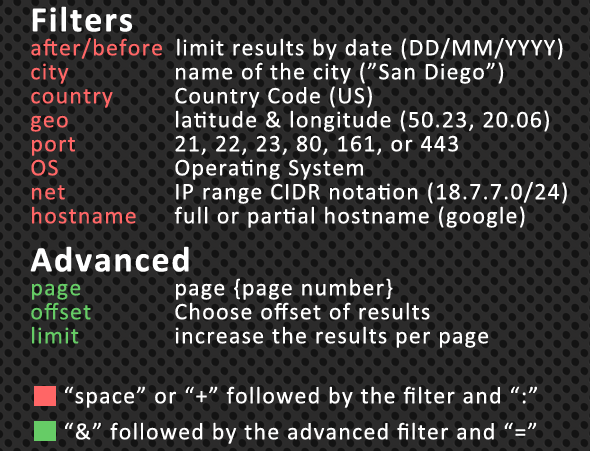 Filters
after/before limit results by date (DD/MM/YYYY)
city name of the city (”San Diego”)
country Country Code (US)
geo latitude & longitude (50.23, 20.06)
port 21, 22, 23, 80, 161, or 443
OS Operating System
net IP range CIDR notation (18.7.7.0/24)
hostname full or partial hostname (google)
Advanced
page page {page number}
offset Choose offset of results
limit increase the results per page
“space” or “+” followed by the filter and “:”
“&” followed by the advanced filter and “=”